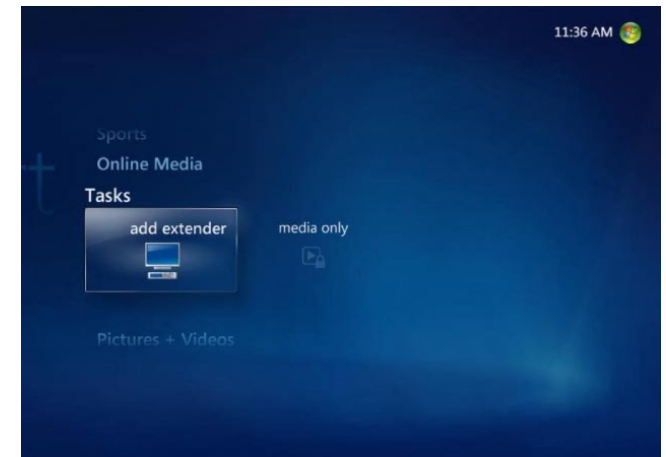 11:36 AM
Sports
Online Media
Tasks
add extender
media only
Pictures + Videos